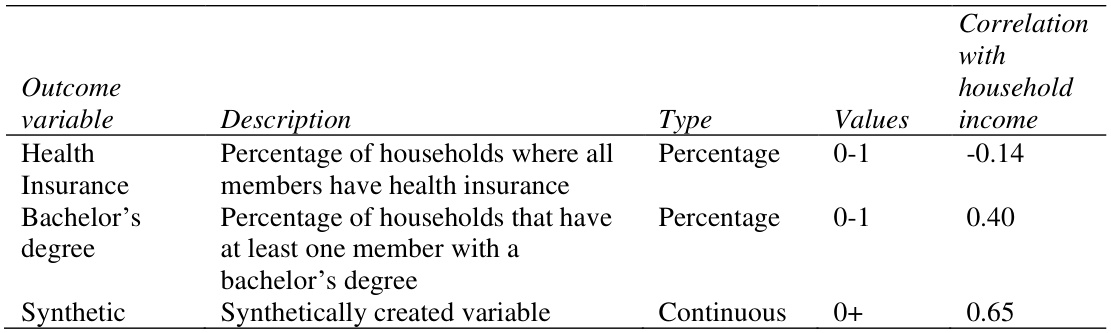 Outcome variable Description Type Values Correlation with household income
Health Insurance Percentage of households where all members have health insurance Percentage 0-1 -0.14
Bachelor's degree Percentage of households that have at least one member with a bachelor's degree Percentage 0-1 0.40
Synthetic Synthetically created variable Continuous 0+ 0.65